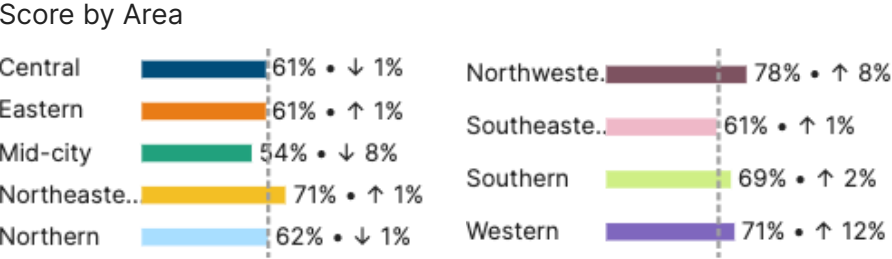 Score by Area
Central 61% • ↓ 1%
Eastern 61% • ↑ 1%
Mid-city 54% • ↓ 8%
Northeaste... 71% • ↑ 1%
Northern 62% • ↓ 1%
Northweste... 78% • ↑ 8%
Southeaste... 61% • ↑ 1%
Southern 69% • ↑ 2%
Western 71% • ↑ 12%